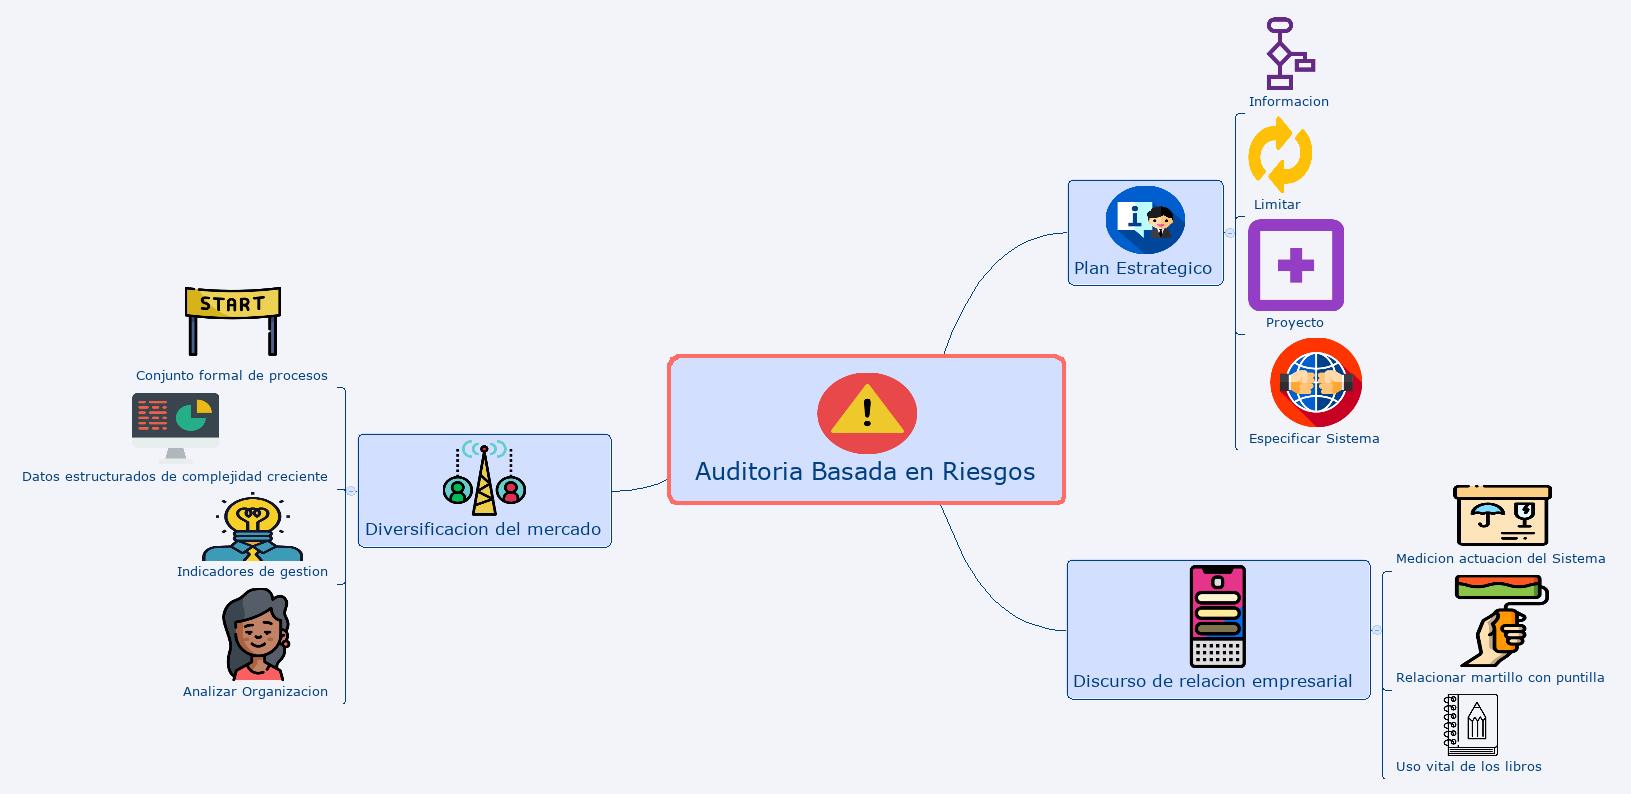 Auditoria Basada en Riesgos
Plan Estrategico
Informacion
Limitar
Proyecto
Especificar Sistema
Discurso de relacion empresarial
Medicion actuacion del Sistema
Relacionar martillo con puntilla
Uso vital de los libros
Diversificacion del mercado
START
Conjunto formal de procesos
Datos estructurados de complejidad creciente
Indicadores de gestion
Analizar Organizacion